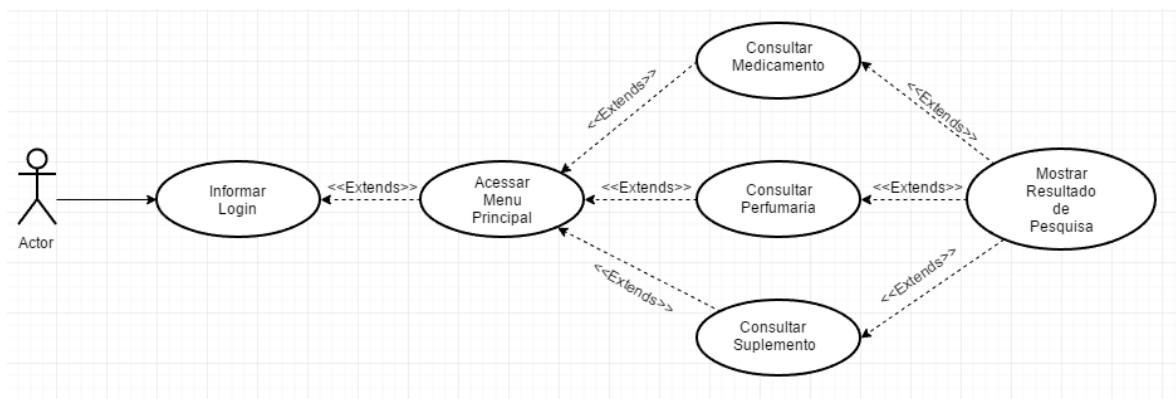 Actor
Informar
Login
<<Extends>>
Acessar
Menu
Principal
<<Extends>>
<<Extends>>
<<Extends>>
Consultar
Medicamento
Consultar
Perfumaria
Consultar
Suplemento
<<Extends>>
<<Extends>>
<<Extends>>
Mostrar
Resultado
de
Pesquisa